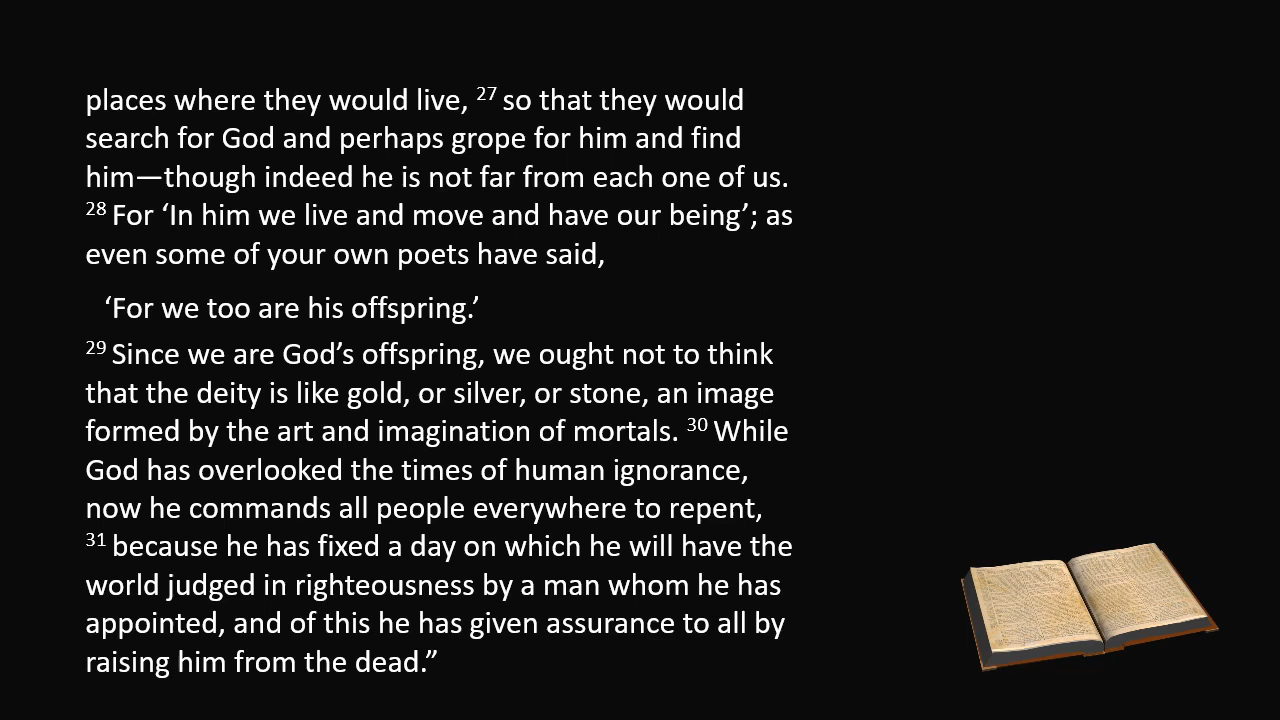 places where they would live, 27 so that they would
search for God and perhaps grope for him and find
him—though indeed he is not far from each one of us.
28 For ‘In him we live and move and have our being’; as
even some of your own poets have said,
‘For we too are his offspring.’
29 Since we are God’s offspring, we ought not to think
that the deity is like gold, or silver, or stone, an image
formed by the art and imagination of mortals. 30 While
God has overlooked the times of human ignorance,
now he commands all people everywhere to repent,
31 because he has fixed a day on which he will have the
world judged in righteousness by a man whom he has
appointed, and of this he has given assurance to all by
raising him from the dead.”